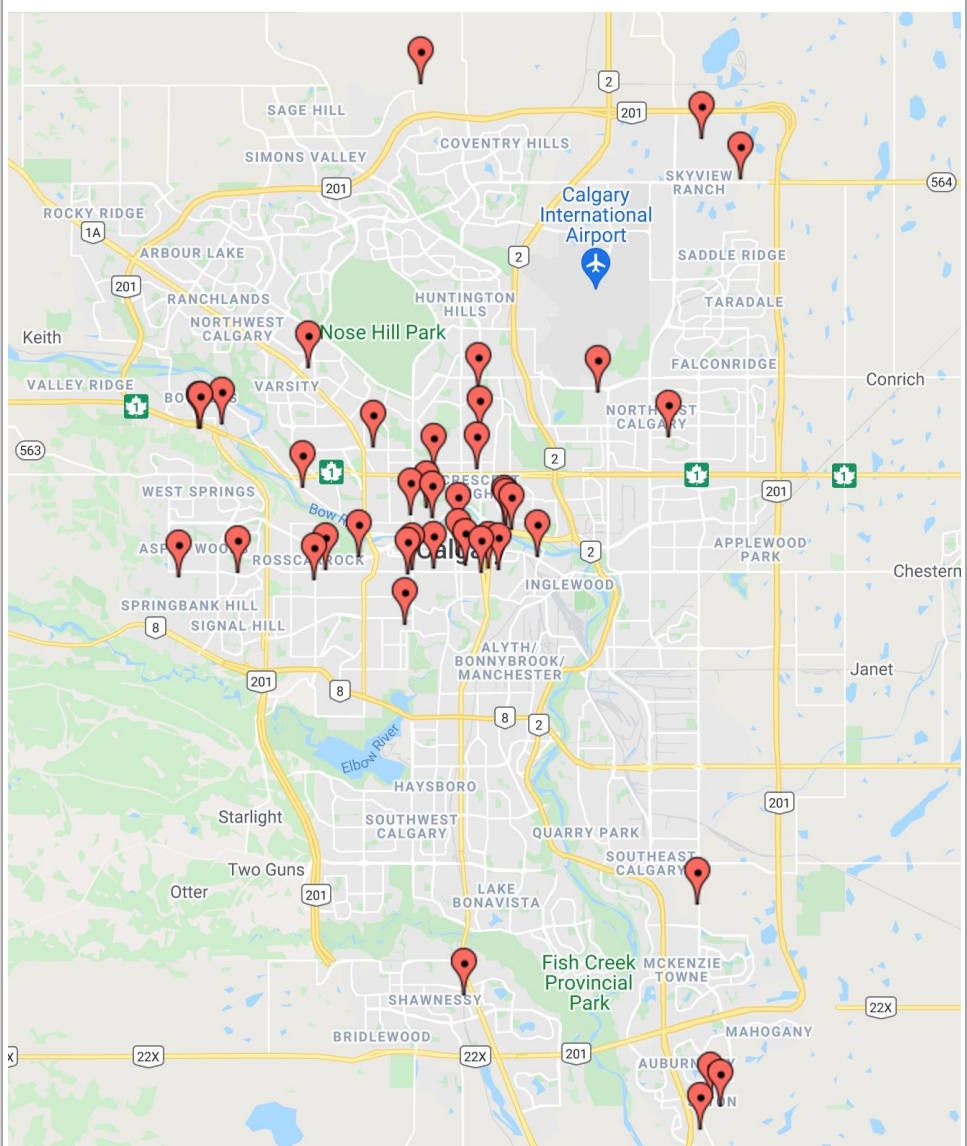 2
201
SAGE HILL
COVENTRY HILLS
SIMONS VALLEY
SKYVIEW
RANCH
564
201
Calgary
International
Airport
ROCKY RIDGE
1A
ARBOUR LAKE
2
SADDLE RIDGE
201
RANCHLANDS
HUNTINGTON
HILLS
TARADALE
NORTHWEST
CALGARY
Nose Hill Park
Keith
FALCONRIDGE
VALLEY RIDGE
VARSITY
Conrich
1
563
2
1
1
1
201
WEST SPRINGS
Bow
2
APPLEWOOD
PARK
Chestern
INGLEWOOD
SPRINGBANK HILL
SIGNAL HILL
8
ALYTH/
BONNYBROOK/
MANCHESTER
Janet
201
8
8
2
Elbow River
HAYSBORO
201
Starlight
SOUTHWEST
CALGARY
QUARRY PARK
SOUTHEAST
CALGARY
Two Guns
Otter
201
LAKE
BONAVISTA
Fish Creek
Provincial
Park
MCKENZIE
TOWNE
SHAWNESSY
22X
BRIDLEWOOD
MAHOGANY
X
22X
22X
201